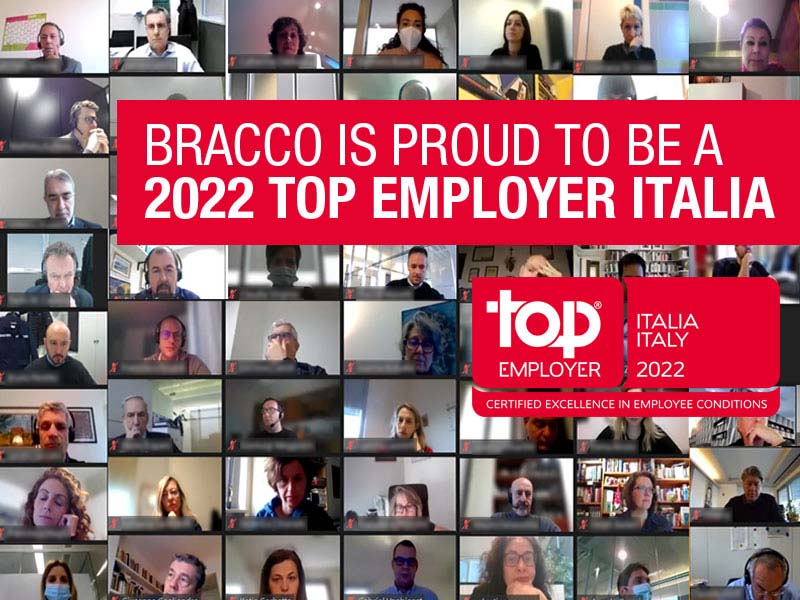 BRACCO IS PROUD TO BE A
2022 TOP EMPLOYER ITALIA
top®
EMPLOYER
ITALIA
ITALY
2022
CERTIFIED EXCELLENCE IN EMPLOYEE CONDITIONS